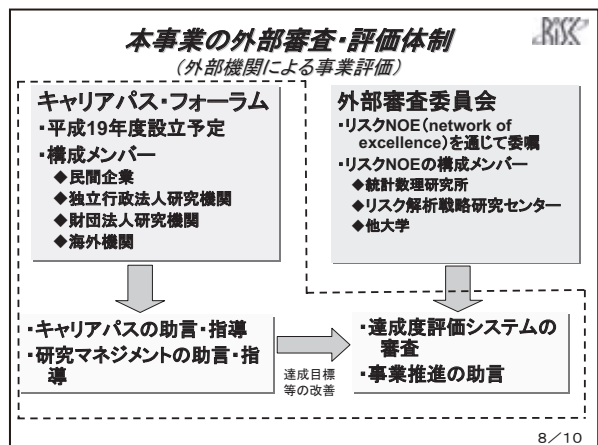 本事業の外部審査・評価体制
RISK
(外部機関による事業評価)
キャリアパス・フォーラム
・平成19年度設立予定
・構成メンバー
◆民間企業
◆独立行政法人研究機関
◆財団法人研究機関
◆海外機関
外部審査委員会
・リスクNOE(network of
excellence)を通じて委嘱
・リスクNOEの構成メンバー
◆統計数理研究所
◆リスク解析戦略研究センター
◆他大学
・キャリアパスの助言・指導
・研究マネジメントの助言・指
導
達成目標
等の改善
・達成度評価システムの
審査
・事業推進の助言
8/10